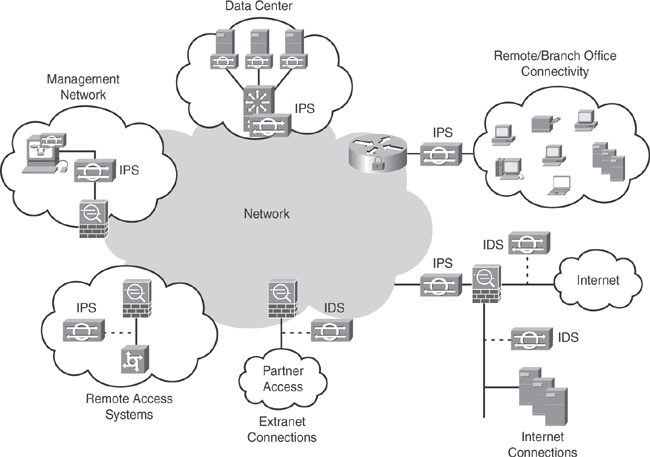 Data Center
IPS
Management
Network
IPS
Remote/Branch Office
Connectivity
IPS
Network
IPS
Remote Access
Systems
IDS
Partner
Access
Extranet
Connections
IPS
IDS
Internet
IDS
Internet
Connections